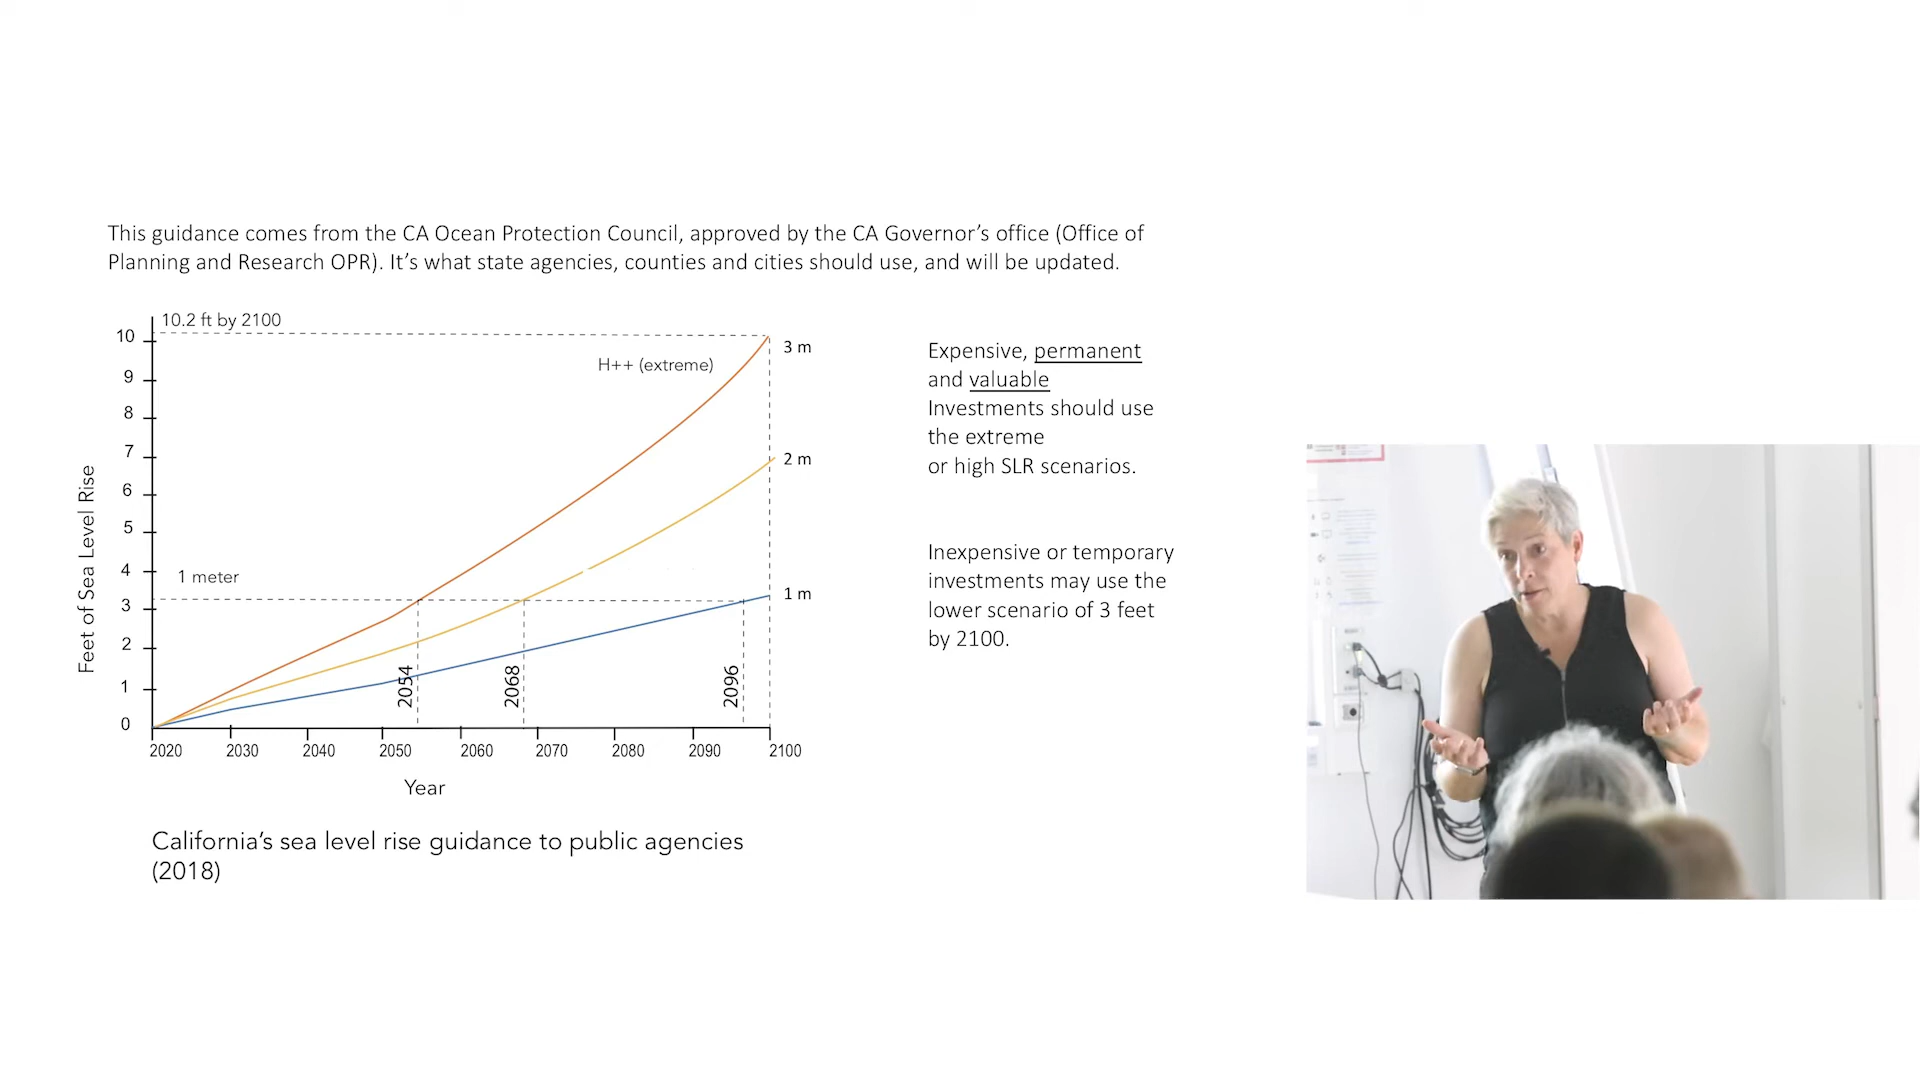 This guidance comes from the CA Ocean Protection Council, approved by the CA Governor’s office (Office of
Planning and Research OPR). It’s what state agencies, counties and cities should use, and will be updated.
10.2 ft by 2100
10
9
8
7
6
5
4
3
2
1
0
Feet of Sea Level Rise
H++ (extreme)
3 m
2 m
1 meter
1 m
2054
2068
2096
2020
2030
2040
2050
2060
2070
2080
2090
2100
Year
California’s sea level rise guidance to public agencies
(2018)
Expensive, permanent
and valuable
Investments should use
the extreme
or high SLR scenarios.
Inexpensive or temporary
investments may use the
lower scenario of 3 feet
by 2100.